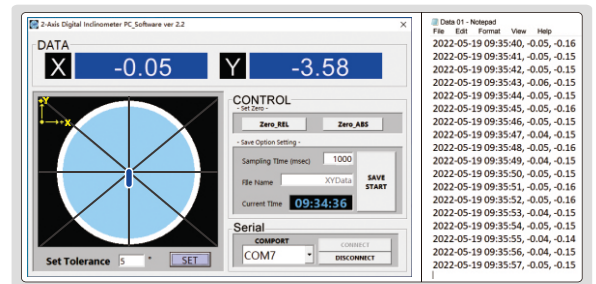 2-Axis Digital Inclinometer PC_Software ver 2.2
DATA
X -0.05 Y -3.58
+Y
+X
Set Tolerance 5 ° SET
CONTROL
- Set Zero -
Zero_REL Zero_ABS
- Save Option Setting -
Sampling Time (msec) 1000
File Name XYData
SAVE START
Current Time 09:34:36
Serial
COMPORT
COM7
CONNECT
DISCONNECT
Data 01 - Notepad
File Edit Format View Help
2022-05-19 09:35:40, -0.05, -0.16
2022-05-19 09:35:41, -0.05, -0.15
2022-05-19 09:35:42, -0.05, -0.15
2022-05-19 09:35:43, -0.06, -0.15
2022-05-19 09:35:44, -0.05, -0.15
2022-05-19 09:35:45, -0.05, -0.16
2022-05-19 09:35:46, -0.05, -0.15
2022-05-19 09:35:47, -0.04, -0.15
2022-05-19 09:35:48, -0.05, -0.16
2022-05-19 09:35:49, -0.04, -0.15
2022-05-19 09:35:50, -0.05, -0.15
2022-05-19 09:35:51, -0.04, -0.16
2022-05-19 09:35:52, -0.05, -0.16
2022-05-19 09:35:53, -0.04, -0.15
2022-05-19 09:35:54, -0.05, -0.15
2022-05-19 09:35:55, -0.04, -0.14
2022-05-19 09:35:56, -0.04, -0.15
2022-05-19 09:35:57, -0.05, -0.15